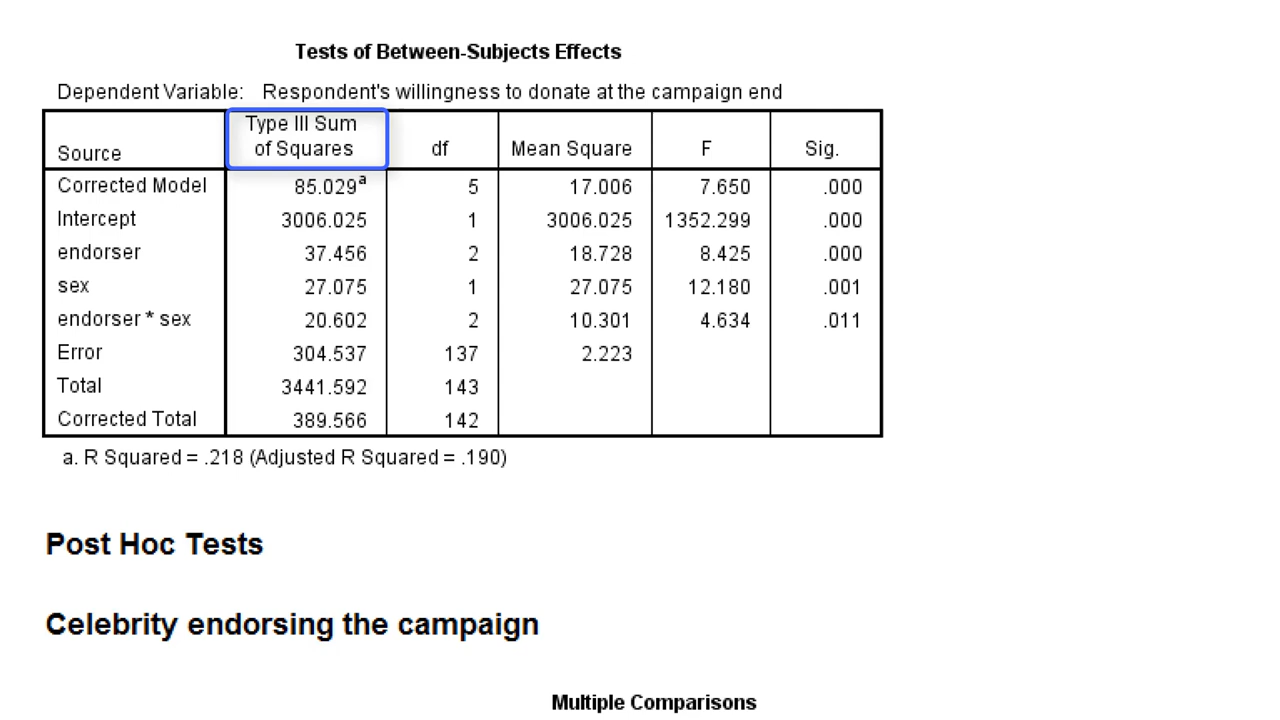 Tests of Between-Subjects Effects
Dependent Variable: Respondent's willingness to donate at the campaign end
Source Type III Sum of Squares df Mean Square F Sig.
Corrected Model 85.029a 5 17.006 7.650 .000
Intercept 3006.025 1 3006.025 1352.299 .000
endorser 37.456 2 18.728 8.425 .000
sex 27.075 1 27.075 12.180 .001
endorser * sex 20.602 2 10.301 4.634 .011
Error 304.537 137 2.223
Total 3441.592 143
Corrected Total 389.566 142
a. R Squared = .218 (Adjusted R Squared = .190)
Post Hoc Tests
Celebrity endorsing the campaign
Multiple Comparisons